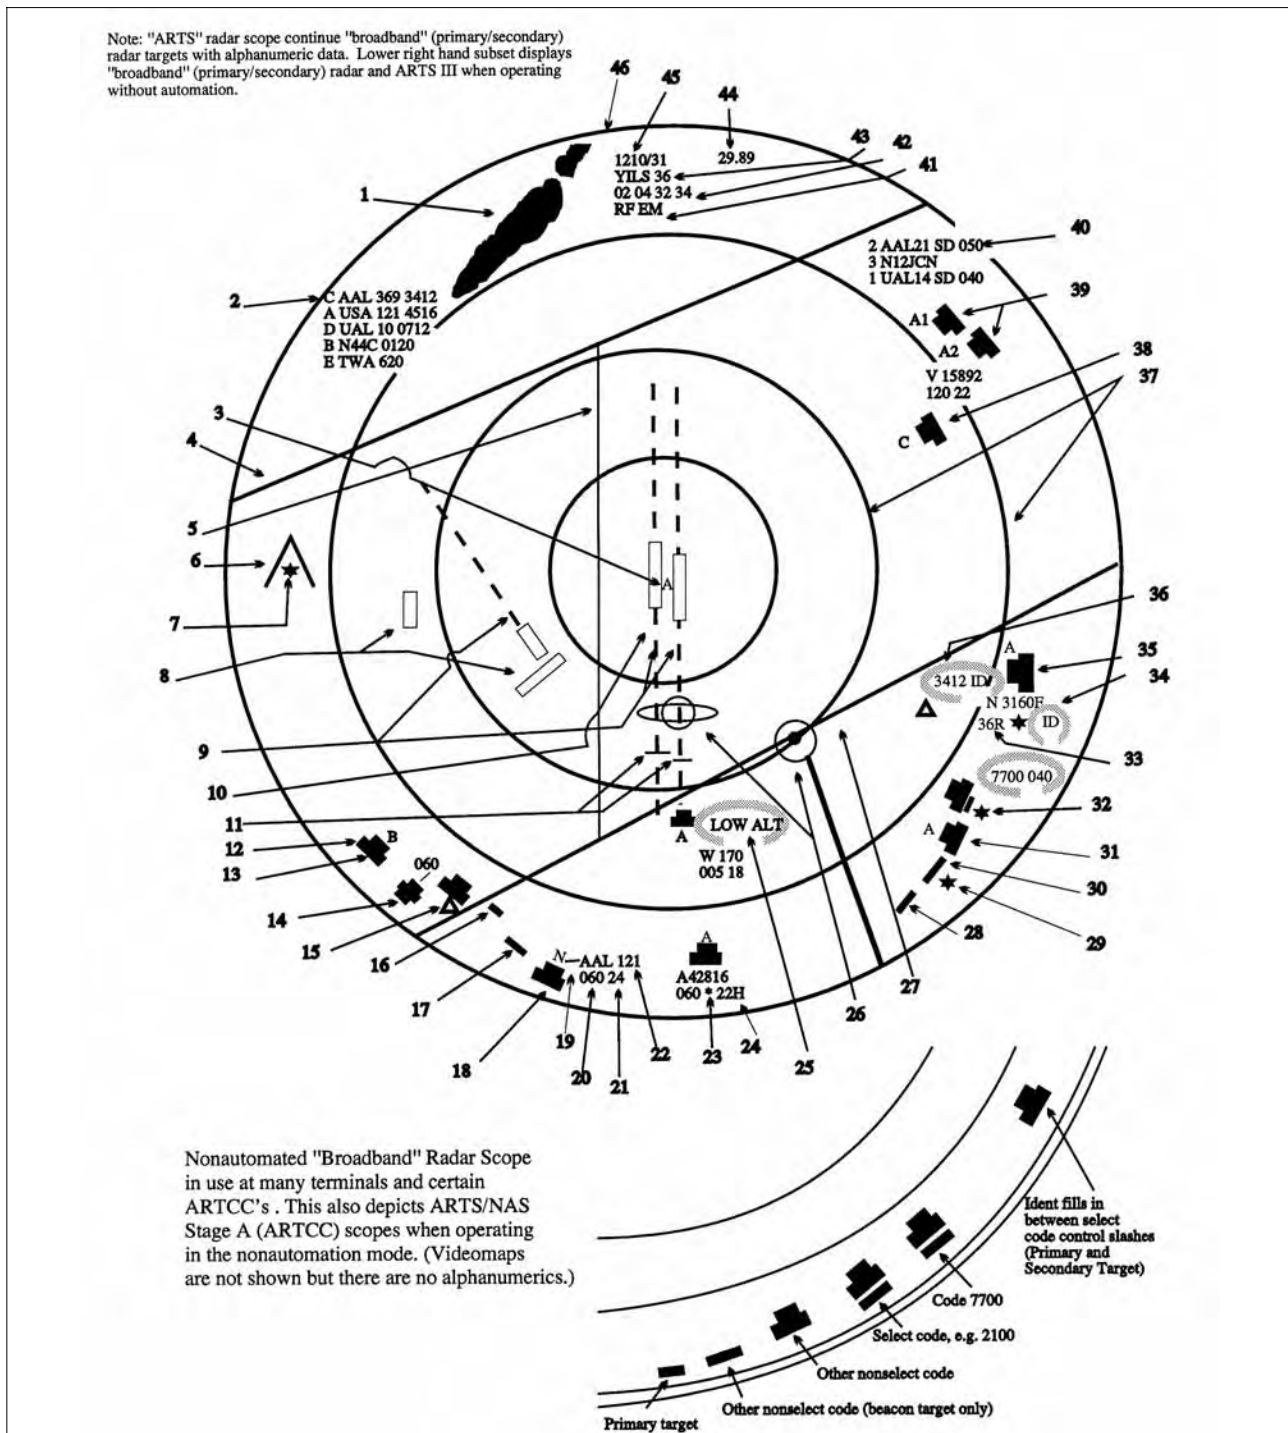 Note: "ARTS" radar scope continue "broadband" (primary/secondary)
radar targets with alphanumeric data. Lower right hand subset displays
"broadband" (primary/secondary) radar and ARTS III when operating
without automation.
46
45
44
43
42
41
1210/31
29.89
YILS 36
02 04 32 34
RF EM
1
40
2 AAL21 SD 050
3 N12JCN
1 UAL14 SD 040
2
C AAL 369 3412
A USA 121 4516
D UAL 10 0712
B N44C 0120
E TWA 620
39
A1
A2
38
V 15892
120 22
37
3
4
C
5
6
A
7
36
8
A
35
3412 ID
34
N 3160F
36R
ID
9
33
10
7700 040
11
32
12
B
LOW ALT
A
A
31
13
060
W 170
005 18
30
14
15
28
29
16
N
AAL 121
A
27
17
060 24
A42816
060 * 22H
26
18
19
20
21
22
23
24
25
Nonautomated "Broadband" Radar Scope
in use at many terminals and certain
ARTCC's . This also depicts ARTS/NAS
Stage A (ARTCC) scopes when operating
in the nonautomation mode. (Videomaps
are not shown but there are no alphanumerics.)
Ident fills in
between select
code control slashes
(Primary and
Secondary Target)
Code 7700
Select code, e.g. 2100
Other nonselect code
Other nonselect code (beacon target only)
Primary target